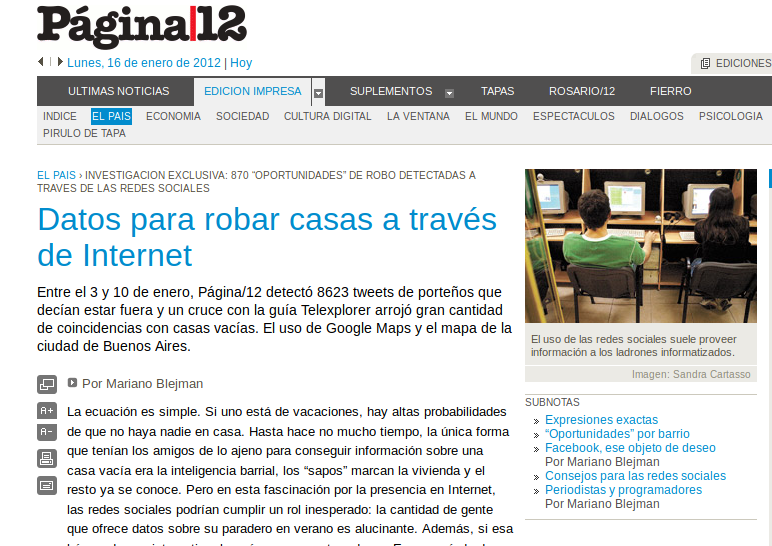 Página|12
Lunes, 16 de enero de 2012 | Hoy
EDICIONES
ULTIMAS NOTICIAS EDICION IMPRESA SUPLEMENTOS TAPAS ROSARIO/12 FIERRO
INDICE EL PAIS ECONOMIA SOCIEDAD CULTURA DIGITAL LA VENTANA EL MUNDO ESPECTACULOS DIALOGOS PSICOLOGIA
PIRULO DE TAPA
EL PAIS › INVESTIGACION EXCLUSIVA: 870 “OPORTUNIDADES” DE ROBO DETECTADAS A
TRAVES DE LAS REDES SOCIALES
Datos para robar casas a través
de Internet
Entre el 3 y 10 de enero, Página/12 detectó 8623 tweets de porteños que
decían estar fuera y un cruce con la guía Telexplorer arrojó gran cantidad
de coincidencias con casas vacías. El uso de Google Maps y el mapa de la
ciudad de Buenos Aires.
Por Mariano Blejman
A+
A-
La ecuación es simple. Si uno está de vacaciones, hay altas probabilidades
de que no haya nadie en casa. Hasta hace no mucho tiempo, la única forma
que tenían los amigos de lo ajeno para conseguir información sobre una
casa vacía era la inteligencia barrial, los “sapos” marcan la vivienda y el
resto ya se conoce. Pero en esta fascinación por la presencia en Internet,
las redes sociales podrían cumplir un rol inesperado: la cantidad de gente
que ofrece datos sobre su paradero en verano es alucinante. Además, si esa
El uso de las redes sociales suele proveer
información a los ladrones informatizados.
Imagen: Sandra Cartasso
SUBNOTAS
Expresiones exactas
“Oportunidades” por barrio
Facebook, ese objeto de deseo
Por Mariano Blejman
Consejos para las redes sociales
Periodistas y programadores
Por Mariano Blejman